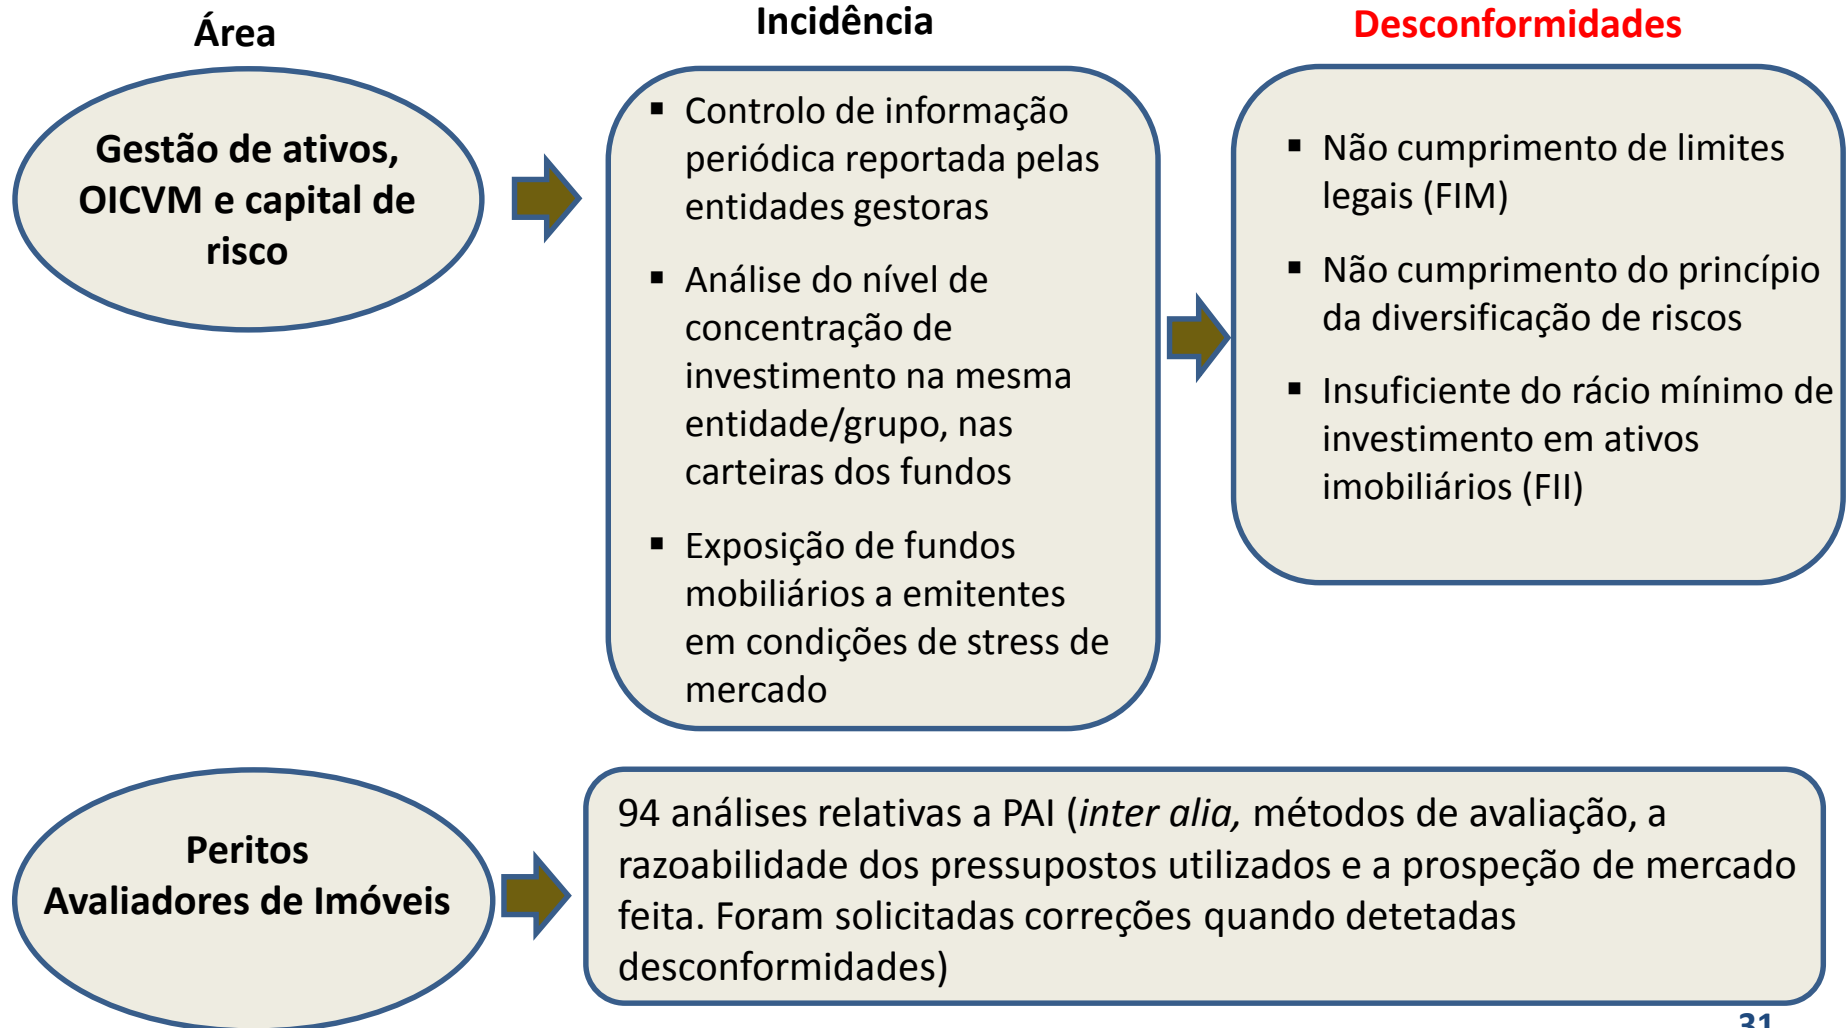 Área
Incidência
Desconformidades
Gestão de ativos,
OICVM e capital de
risco
▪ Controlo de informação
periódica reportada pelas
entidades gestoras
▪ Análise do nível de
concentração de
investimento na mesma
entidade/grupo, nas
carteiras dos fundos
▪ Exposição de fundos
mobiliários a emitentes
em condições de stress de
mercado
▪ Não cumprimento de limites
legais (FIM)
▪ Não cumprimento do princípio
da diversificação de riscos
▪ Insuficiente do rácio mínimo de
investimento em ativos
imobiliários (FII)
Peritos
Avaliadores de Imóveis
94 análises relativas a PAI (inter alia, métodos de avaliação, a
razoabilidade dos pressupostos utilizados e a prospeção de mercado
feita. Foram solicitadas correções quando detetadas
desconformidades)
31